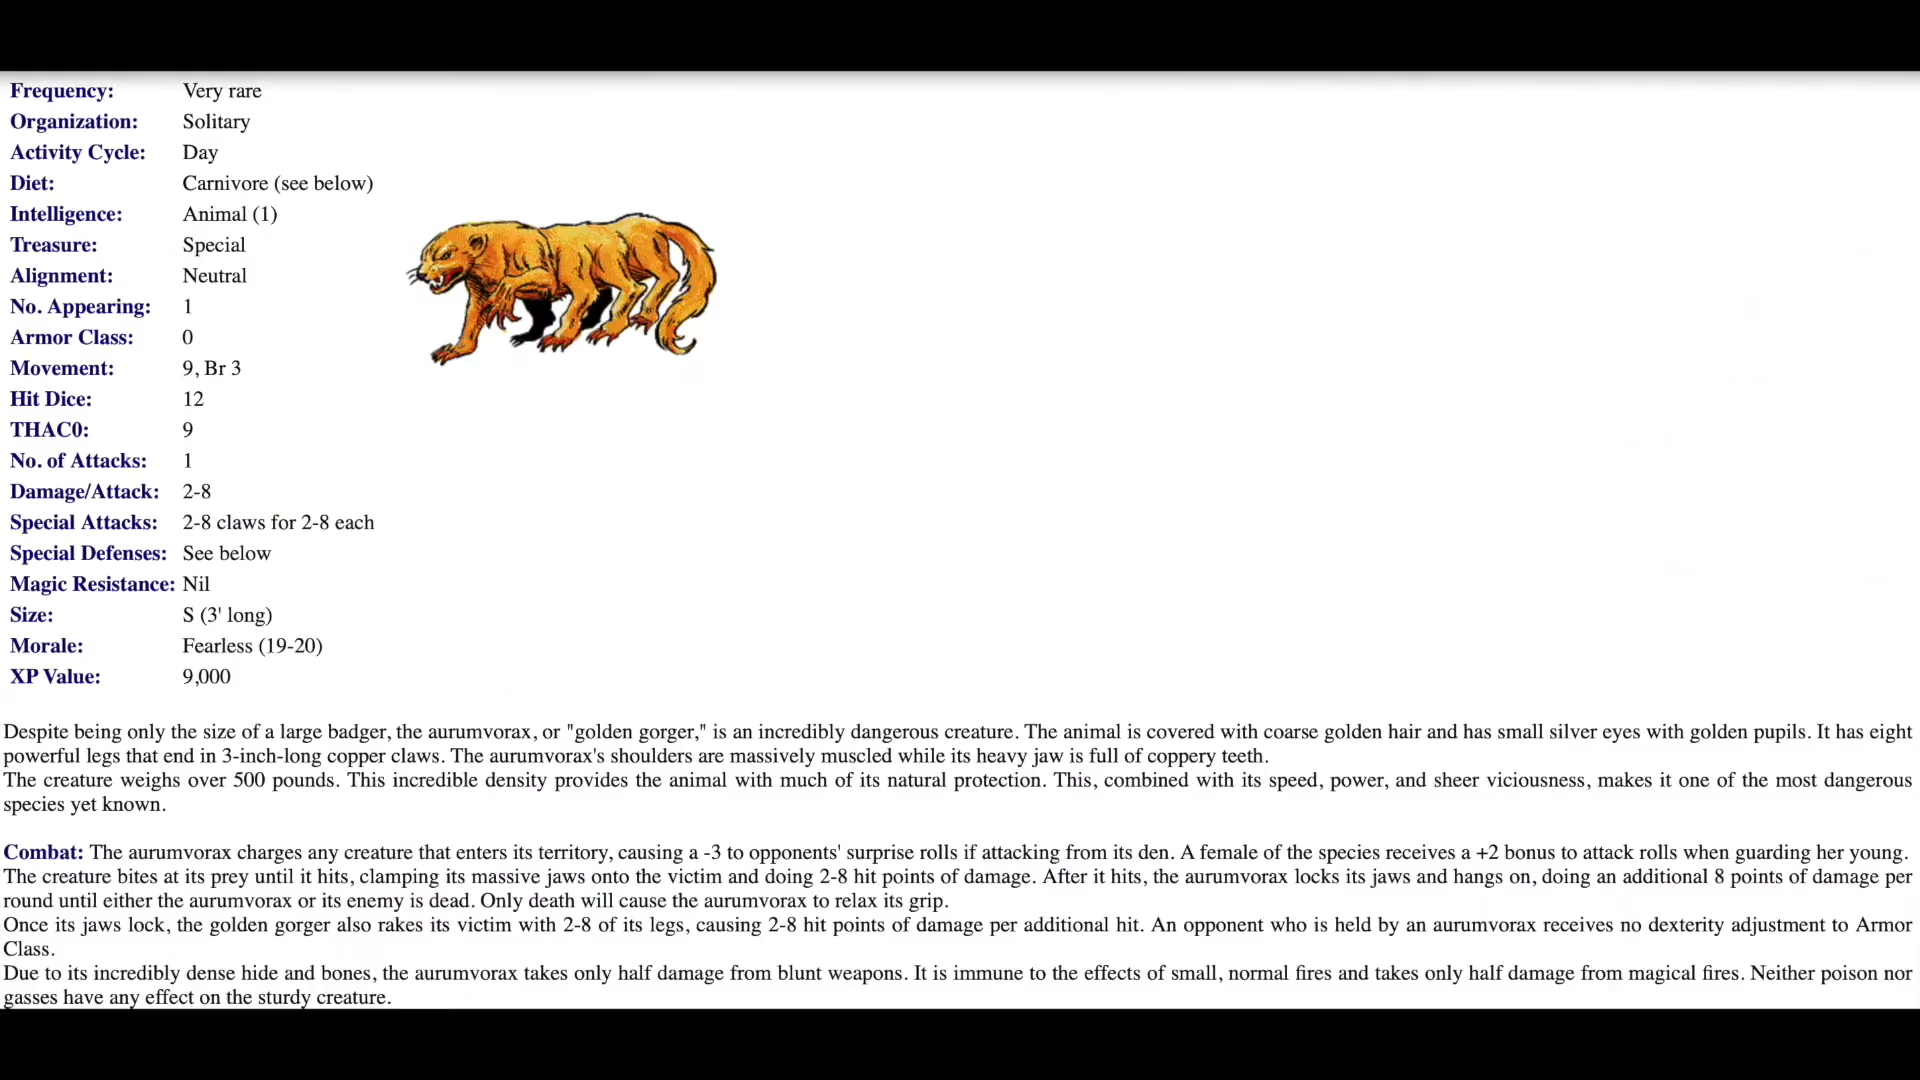 Frequency: Very rare
Organization: Solitary
Activity Cycle: Day
Diet: Carnivore (see below)
Intelligence: Animal (1)
Treasure: Special
Alignment: Neutral
No. Appearing: 1
Armor Class: 0
Movement: 9, Br 3
Hit Dice: 12
THAC0: 9
No. of Attacks: 1
Damage/Attack: 2-8
Special Attacks: 2-8 claws for 2-8 each
Special Defenses: See below
Magic Resistance: Nil
Size: S (3' long)
Morale: Fearless (19-20)
XP Value: 9,000
Despite being only the size of a large badger, the aurumvorax, or "golden gorger," is an incredibly dangerous creature. The animal is covered with coarse golden hair and has small silver eyes with golden pupils. It has eight
powerful legs that end in 3-inch-long copper claws. The aurumvorax's shoulders are massively muscled while its heavy jaw is full of coppery teeth.
The creature weighs over 500 pounds. This incredible density provides the animal with much of its natural protection. This, combined with its speed, power, and sheer viciousness, makes it one of the most dangerous
species yet known.
Combat: The aurumvorax charges any creature that enters its territory, causing a -3 to opponents' surprise rolls if attacking from its den. A female of the species receives a +2 bonus to attack rolls when guarding her young.
The creature bites at its prey until it hits, clamping its massive jaws onto the victim and doing 2-8 hit points of damage. After it hits, the aurumvorax locks its jaws and hangs on, doing an additional 8 points of damage per
round until either the aurumvorax or its enemy is dead. Only death will cause the aurumvorax to relax its grip.
Once its jaws lock, the golden gorger also rakes its victim with 2-8 of its legs, causing 2-8 hit points of damage per additional hit. An opponent who is held by an aurumvorax receives no dexterity adjustment to Armor
Class.
Due to its incredibly dense hide and bones, the aurumvorax takes only half damage from blunt weapons. It is immune to the effects of small, normal fires and takes only half damage from magical fires. Neither poison nor
gasses have any effect on the sturdy creature.